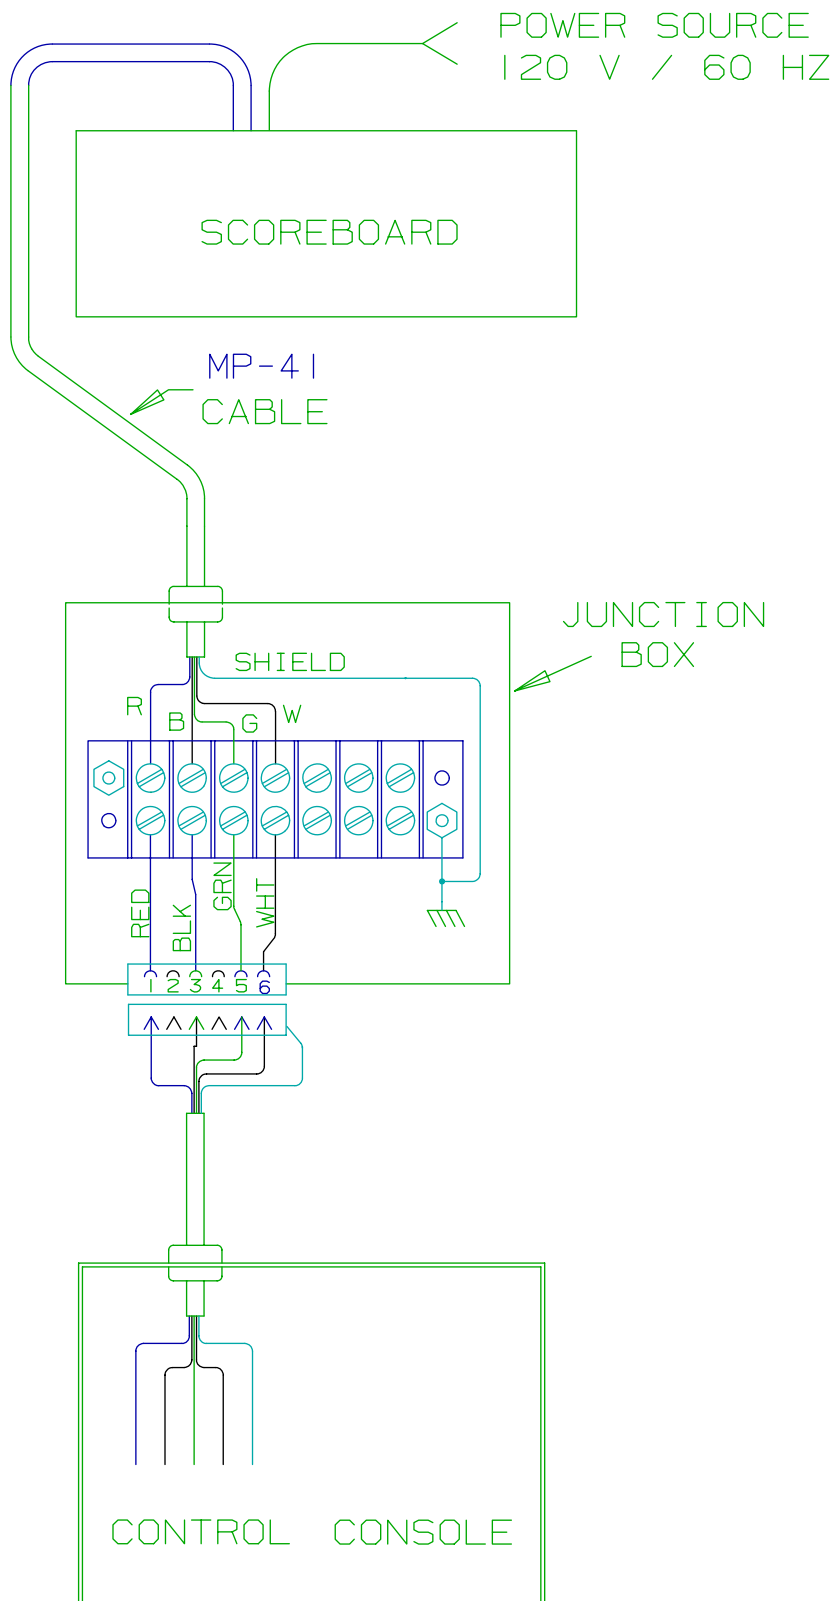 POWER SOURCE
120 V / 60 HZ
SCOREBOARD
MP-41
CABLE
JUNCTION
BOX
SHIELD
R
B
G
W
RED
BLK
GRN
WHT
1 2 3 4 5 6
CONTROL CONSOLE